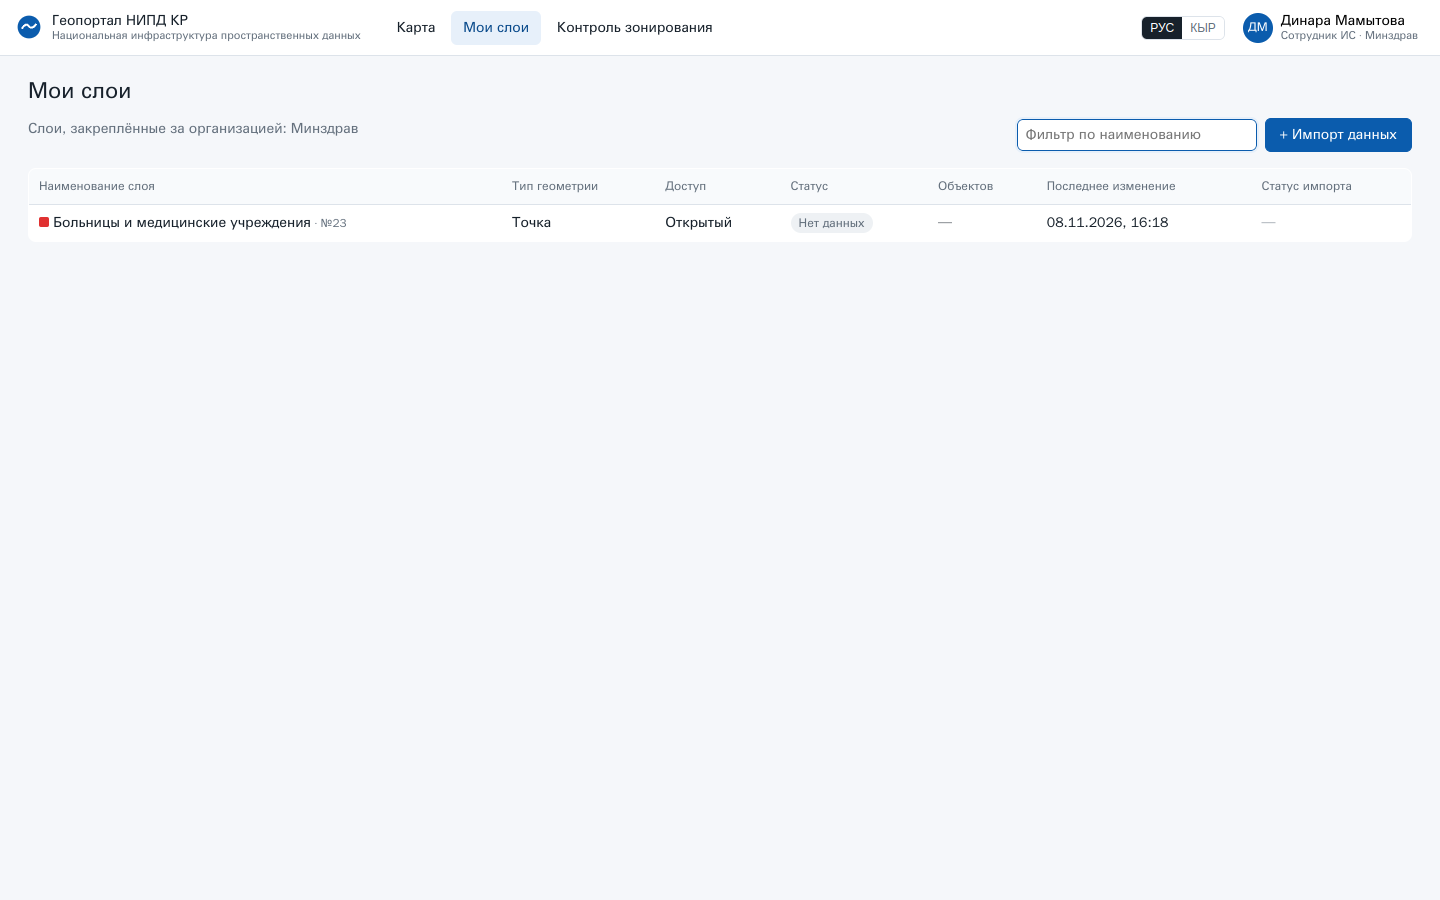 Геопортал НИПД КР
Национальная инфраструктура пространственных данных
Карта
Мои слои
Контроль зонирования
РУС
КЫР
ДМ
Динара Мамытова
Сотрудник ИС · Минздрав
Мои слои
Слои, закреплённые за организацией: Минздрав
Фильтр по наименованию
+ Импорт данных
Наименование слоя
Тип геометрии
Доступ
Статус
Объектов
Последнее изменение
Статус импорта
Больницы и медицинские учреждения · №23
Точка
Открытый
Нет данных
—
08.11.2026, 16:18
—